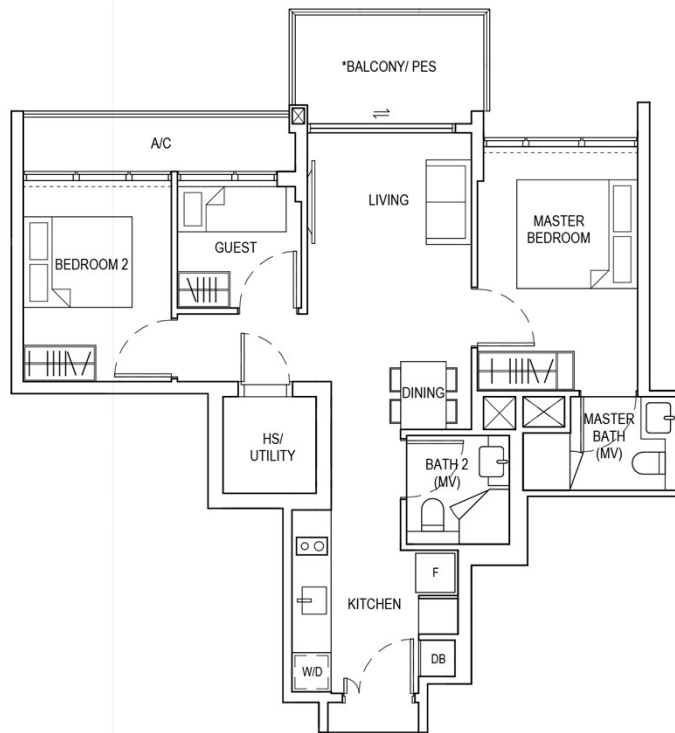 *BALCONY/ PES
A/C
LIVING
MASTER
BEDROOM
GUEST
BEDROOM 2
DINING
HS/
UTILITY
MASTER
BATH
(MV)
BATH 2
(MV)
F
KITCHEN
DB
W/D